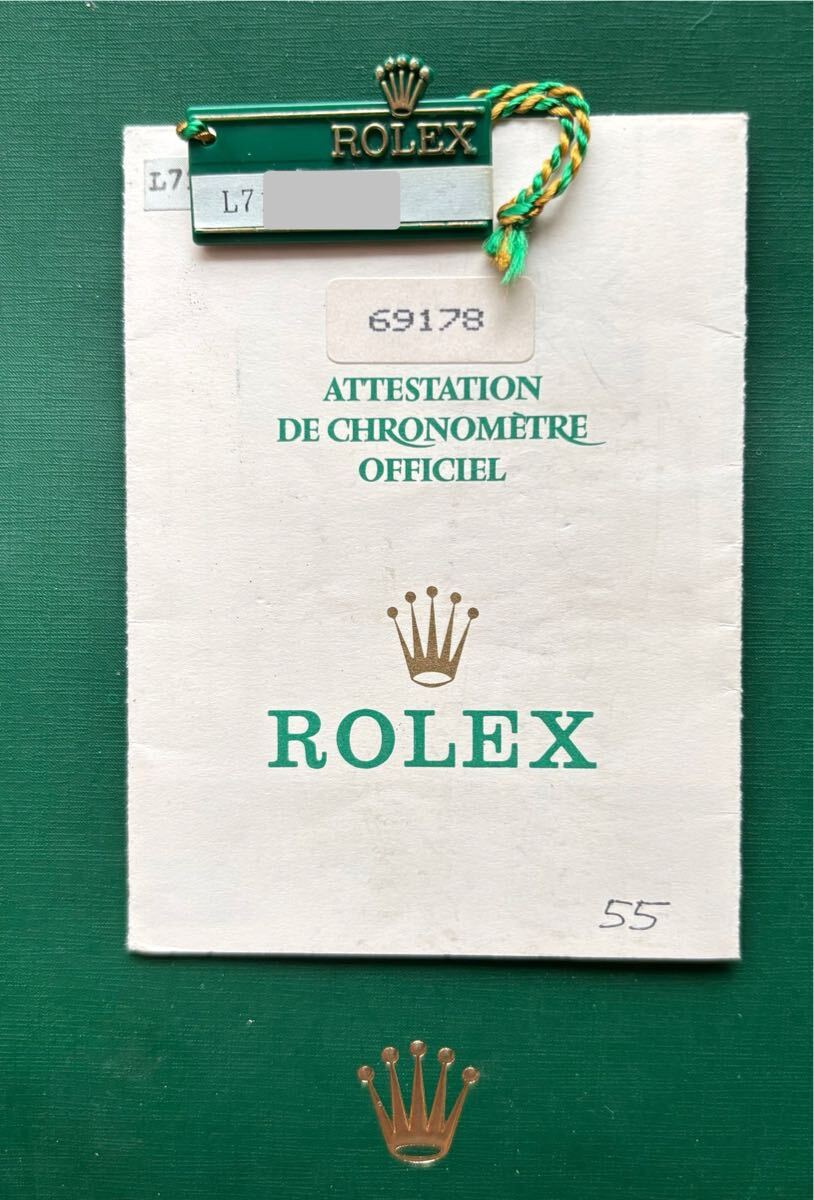 ROLEX
L7
L7
69178
ATTESTATION
DE CHRONOMÈTRE
OFFICIEL
ROLEX
55